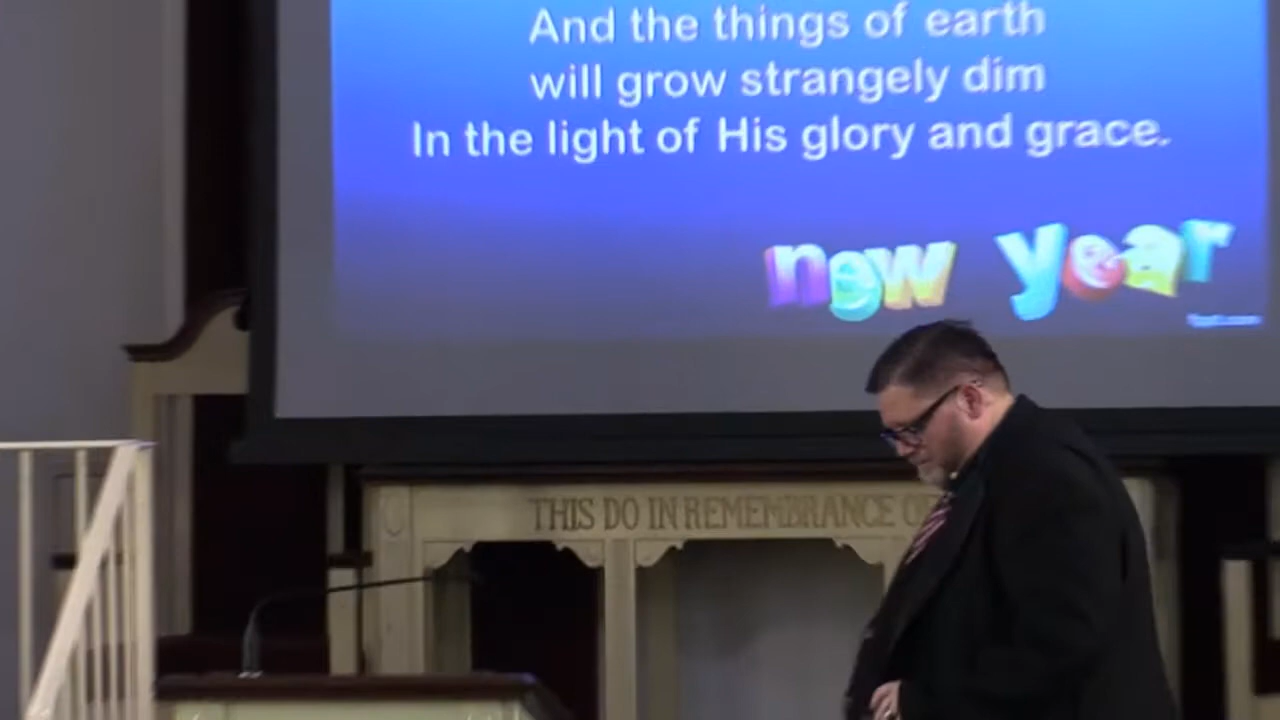 And the things of earth
will grow strangely dim
In the light of His glory and grace.
new year
THIS DO IN REMEMBRANCE